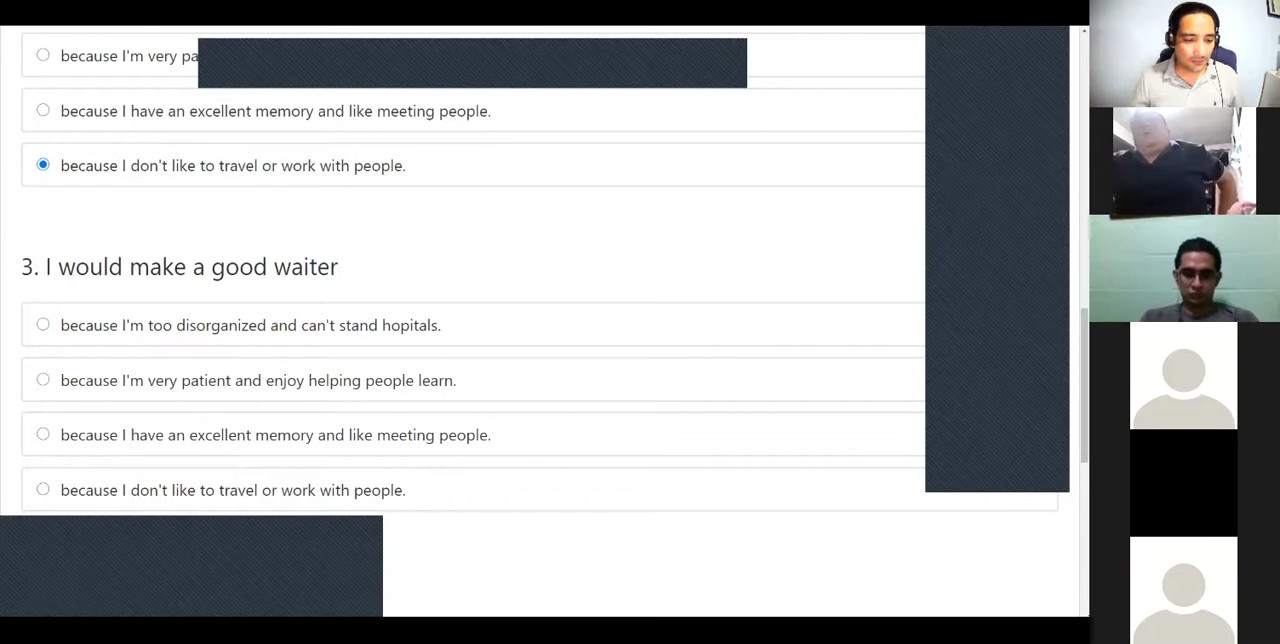 because I'm very
because I have an excellent memory and like meeting people.
because I don't like to travel or work with people.
3. I would make a good waiter
because I'm too disorganized and can't stand hopitals.
because I'm very patient and enjoy helping people learn.
because I have an excellent memory and like meeting people.
because I don't like to travel or work with people.